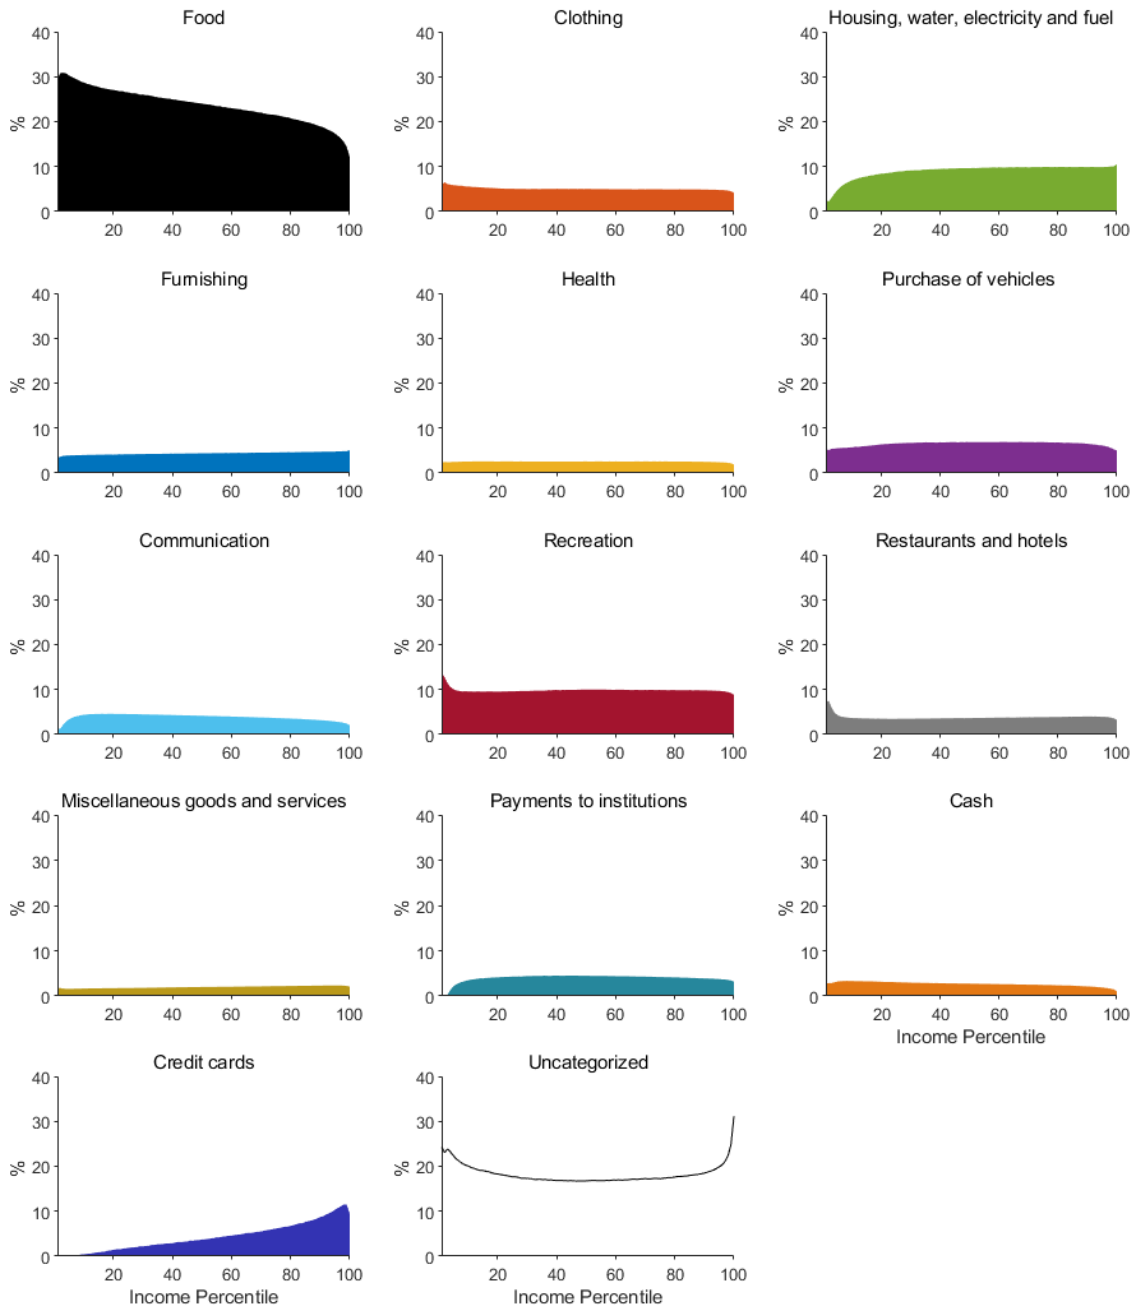 Food
40
30
20
10
0
%
20 40 60 80 100
Clothing
40
30
20
10
0
%
20 40 60 80 100
Housing, water, electricity and fuel
40
30
20
10
0
%
20 40 60 80 100
Furnishing
40
30
20
10
0
%
20 40 60 80 100
Health
40
30
20
10
0
%
20 40 60 80 100
Purchase of vehicles
40
30
20
10
0
%
20 40 60 80 100
Communication
40
30
20
10
0
%
20 40 60 80 100
Recreation
40
30
20
10
0
%
20 40 60 80 100
Restaurants and hotels
40
30
20
10
0
%
20 40 60 80 100
Miscellaneous goods and services
40
30
20
10
0
%
20 40 60 80 100
Payments to institutions
40
30
20
10
0
%
20 40 60 80 100
Cash
40
30
20
10
0
%
20 40 60 80 100
Income Percentile
Credit cards
40
30
20
10
0
%
20 40 60 80 100
Income Percentile
Uncategorized
40
30
20
10
0
%
20 40 60 80 100
Income Percentile